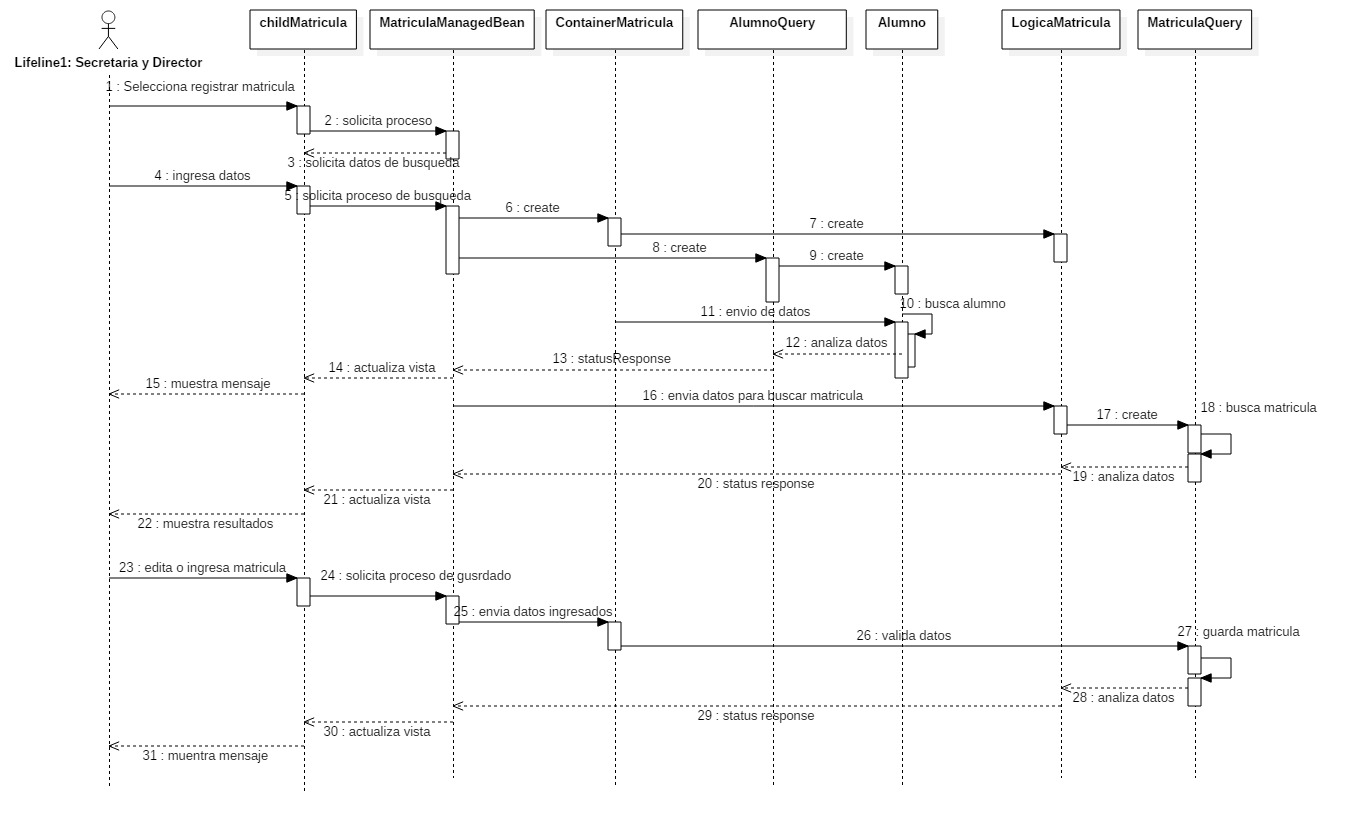 childMatricula
MatriculaManagedBean
ContainerMatricula
AlumnoQuery
Alumno
LogicaMatricula
MatriculaQuery
Lifeline1: Secretaria y Director
1 : Selecciona registrar matricula
2 : solicita proceso
3 : solicita datos de busqueda
4 : ingresa datos
5 : solicita proceso de busqueda
6 : create
7 : create
8 : create
9 : create
10 : busca alumno
11 : envio de datos
12 : analiza datos
13 : statusResponse
14 : actualiza vista
15 : muestra mensaje
16 : envia datos para buscar matricula
17 : create
18 : busca matricula
19 : analiza datos
20 : status response
21 : actualiza vista
22 : muestra resultados
23 : edita o ingresa matricula
24 : solicita proceso de gusrdado
25 : envia datos ingresados
26 : valida datos
27 : guarda matricula
28 : analiza datos
29 : status response
30 : actualiza vista
31 : muentra mensaje